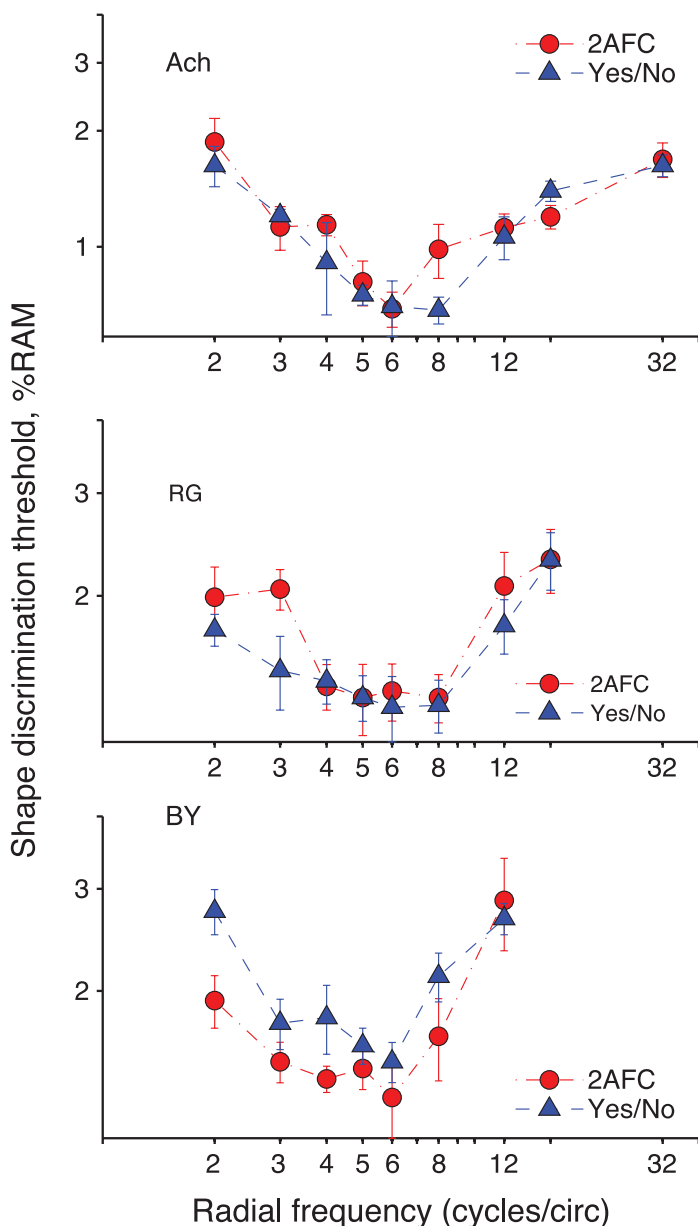 Shape discrimination threshold, %RAM
Ach
2AFC
Yes/No
3
2
1
2 3 4 5 6 8 12 32
RG
3
2
2AFC
Yes/No
2 3 4 5 6 8 12 32
BY
3
2
2AFC
Yes/No
2 3 4 5 6 8 12 32
Radial frequency (cycles/circ)